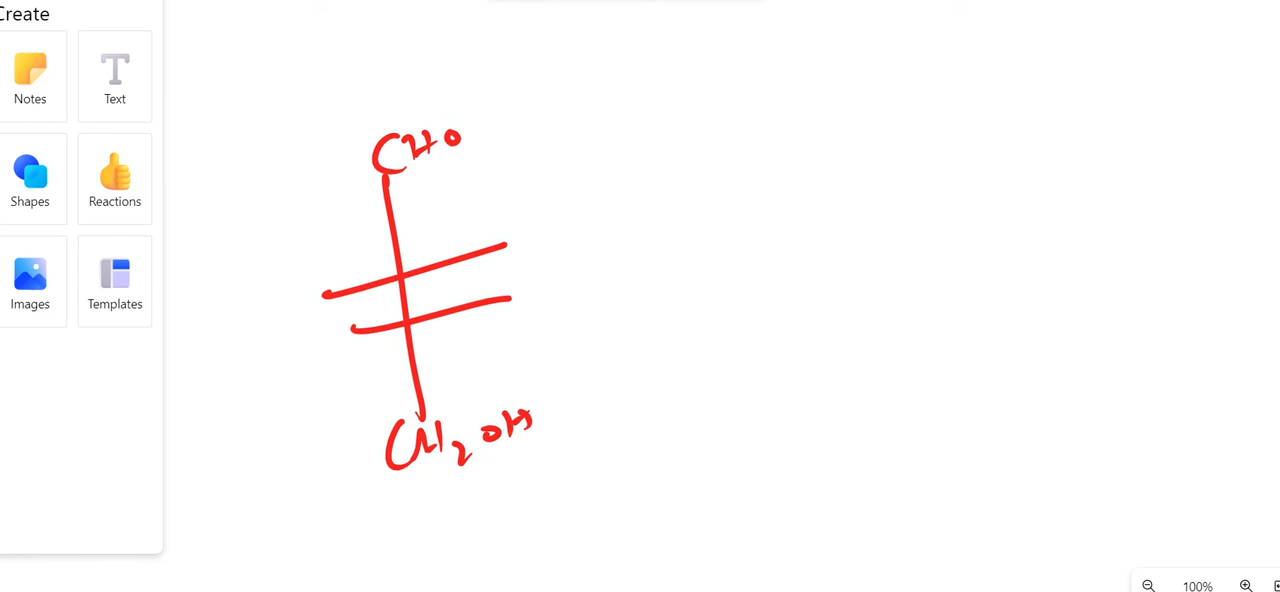 Create
Notes
Text
Shapes
Reactions
Images
Templates
CHO
CH2OH
100%